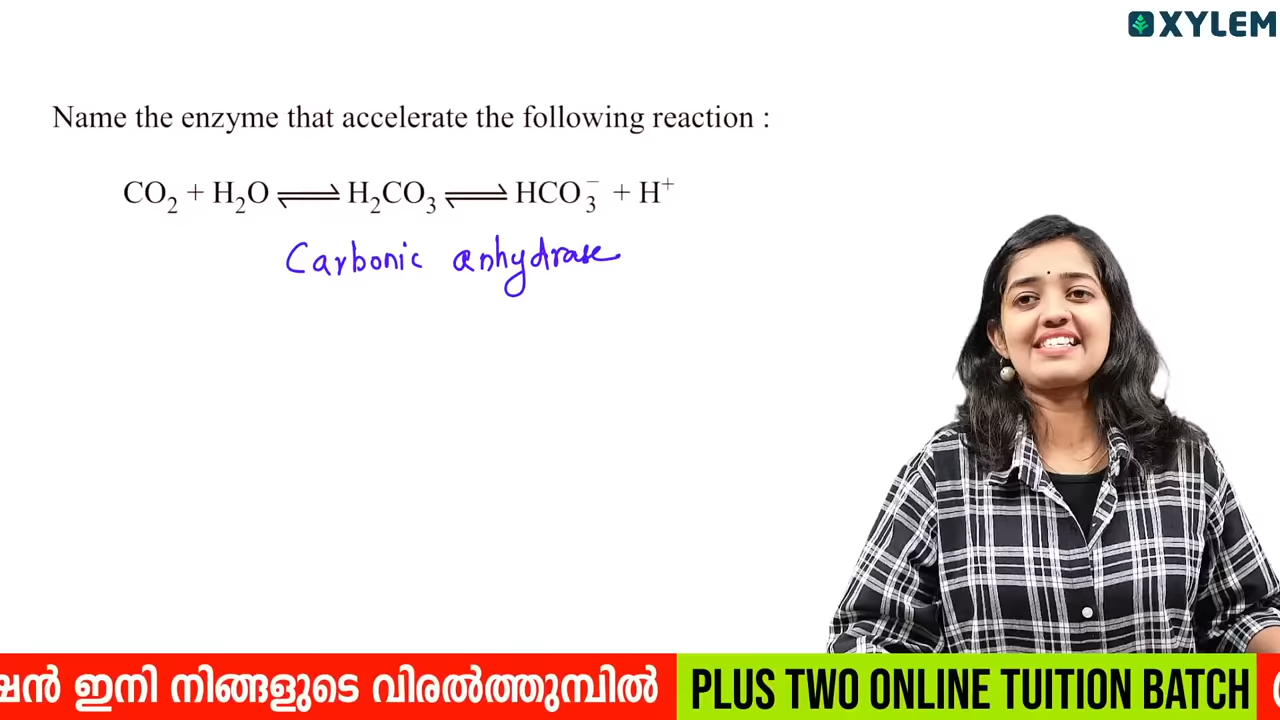 XYLEM
Name the enzyme that accelerate the following reaction :
CO₂ + H₂O ⇌ H₂CO₃ ⇌ HCO₃⁻ + H⁺
Carbonic anhydrase
ഷൻ ഇനി നിങ്ങളുടെ വിരൽത്തുമ്പിൽ PLUS TWO ONLINE TUITION BATCH